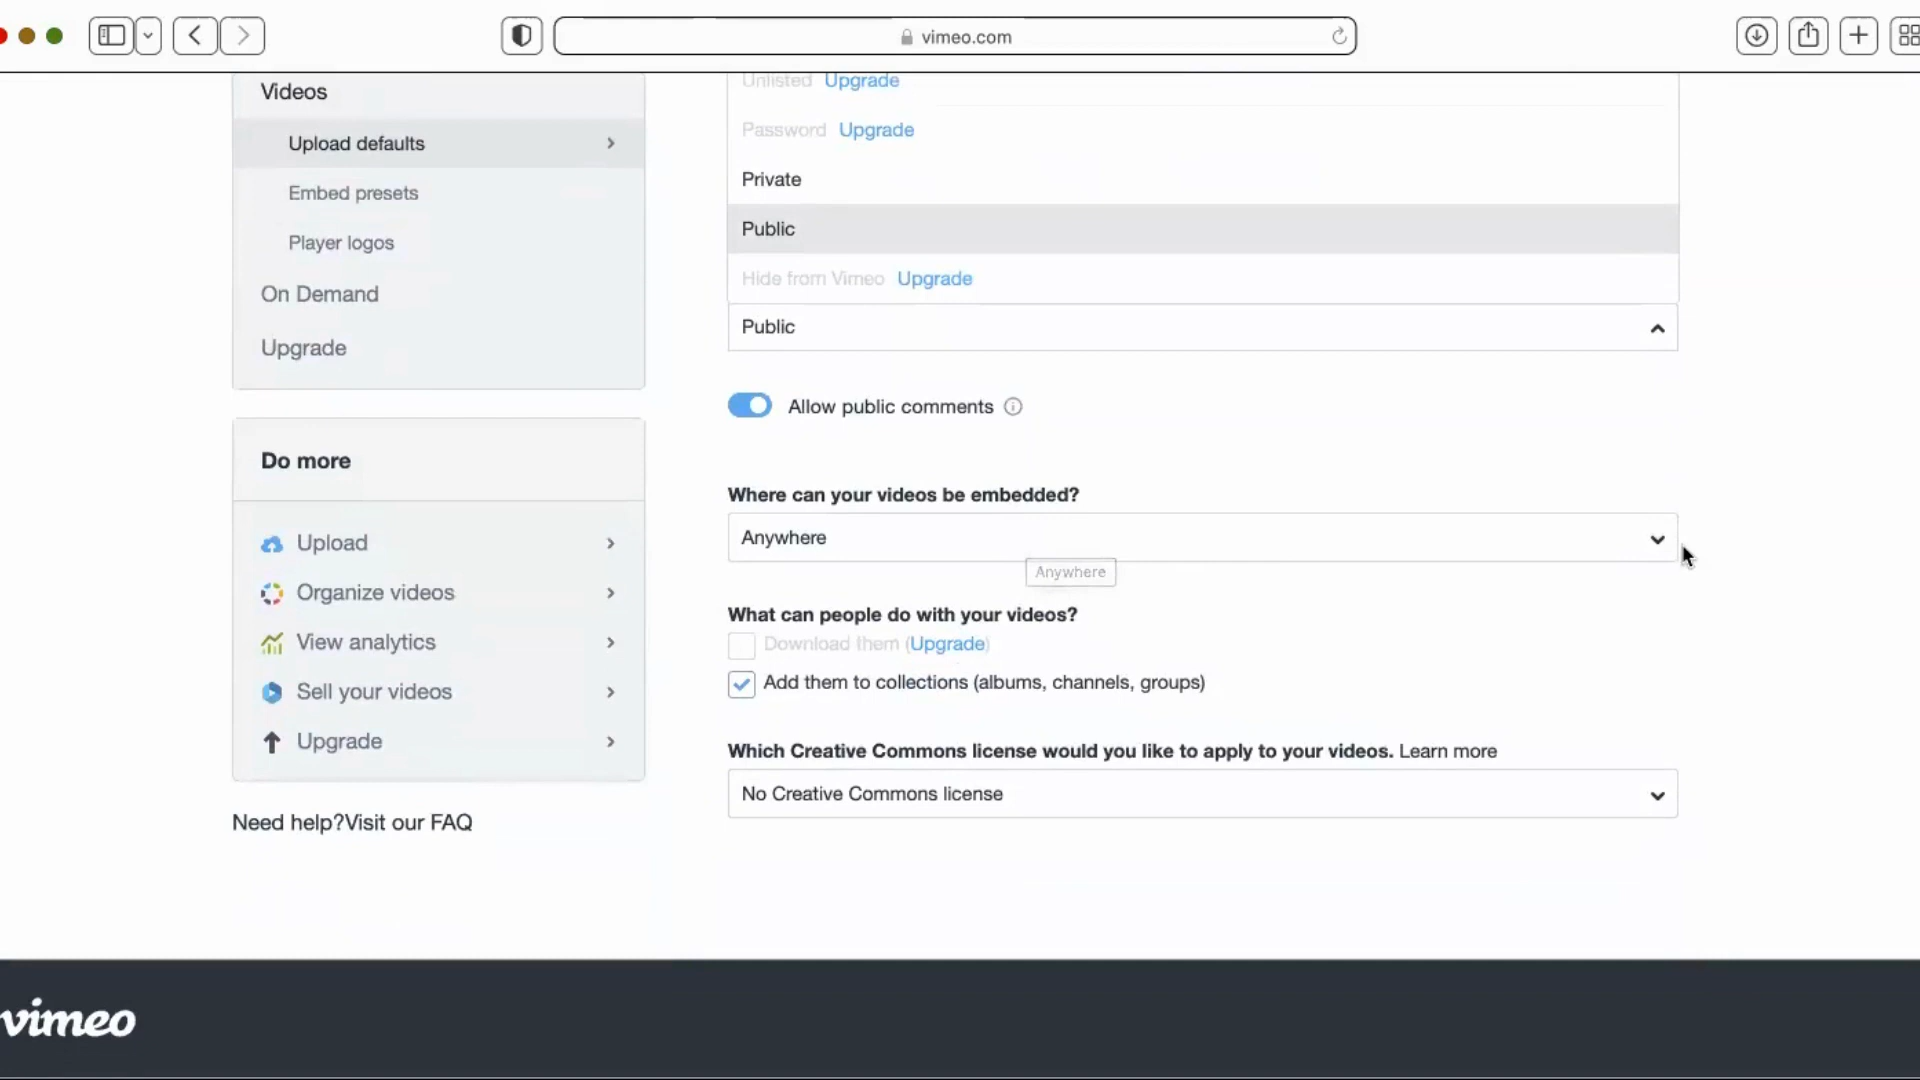 vimeo.com
Videos
Upload defaults
Embed presets
Player logos
On Demand
Upgrade
Do more
Upload
Organize videos
View analytics
Sell your videos
Upgrade
Need help?Visit our FAQ
Unlisted Upgrade
Password Upgrade
Private
Public
Hide from Vimeo Upgrade
Public
Allow public comments
Where can your videos be embedded?
Anywhere
Anywhere
What can people do with your videos?
Download them (Upgrade)
Add them to collections (albums, channels, groups)
Which Creative Commons license would you like to apply to your videos. Learn more
No Creative Commons license
vimeo